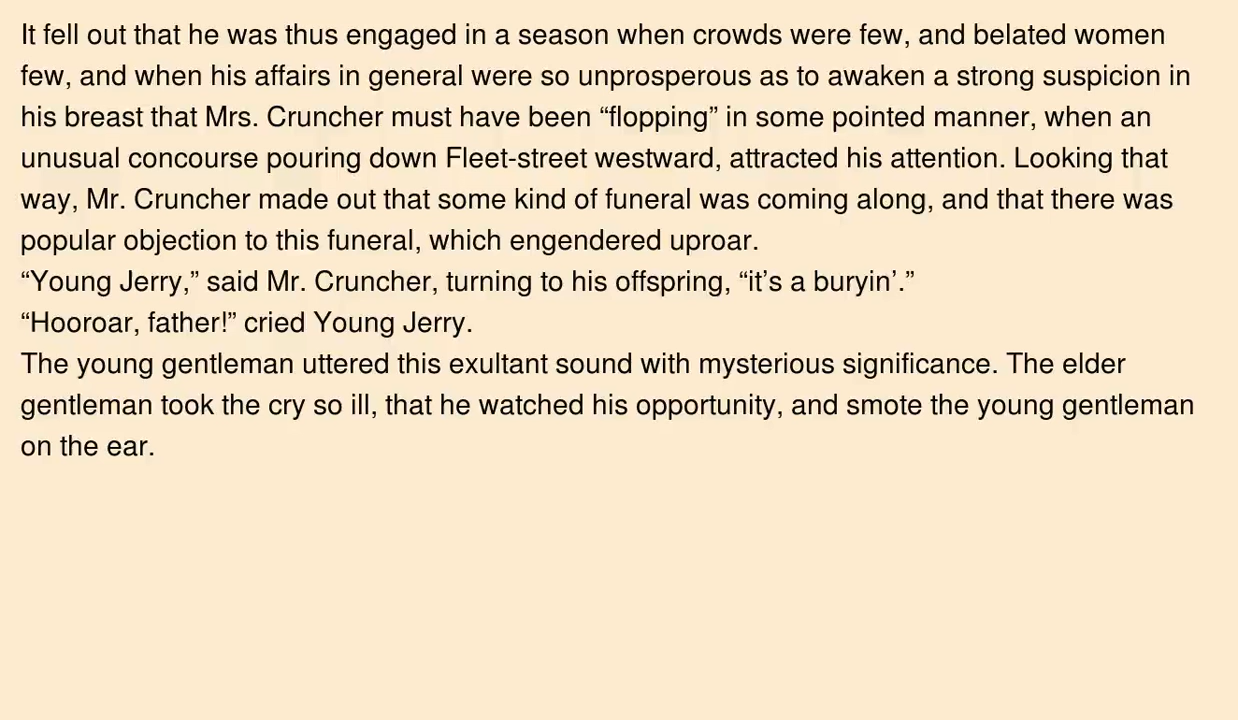 It fell out that he was thus engaged in a season when crowds were few, and belated women
few, and when his affairs in general were so unprosperous as to awaken a strong suspicion in
his breast that Mrs. Cruncher must have been “flopping” in some pointed manner, when an
unusual concourse pouring down Fleet-street westward, attracted his attention. Looking that
way, Mr. Cruncher made out that some kind of funeral was coming along, and that there was
popular objection to this funeral, which engendered uproar.
“Young Jerry,” said Mr. Cruncher, turning to his offspring, “it’s a buryin’.”
“Hooroar, father!” cried Young Jerry.
The young gentleman uttered this exultant sound with mysterious significance. The elder
gentleman took the cry so ill, that he watched his opportunity, and smote the young gentleman
on the ear.